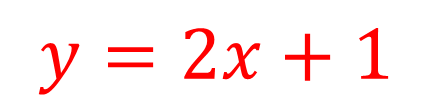 y = 2x + 1